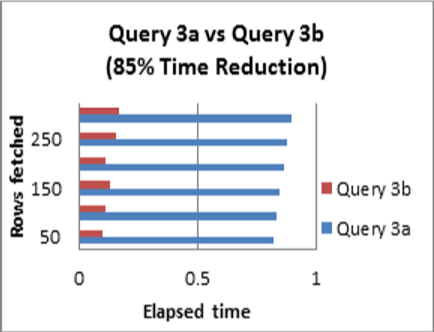 Query 3a vs Query 3b
(85% Time Reduction)
Rows fetched
250
150
50
0
0.5
1
Elapsed time
Query 3b
Query 3a